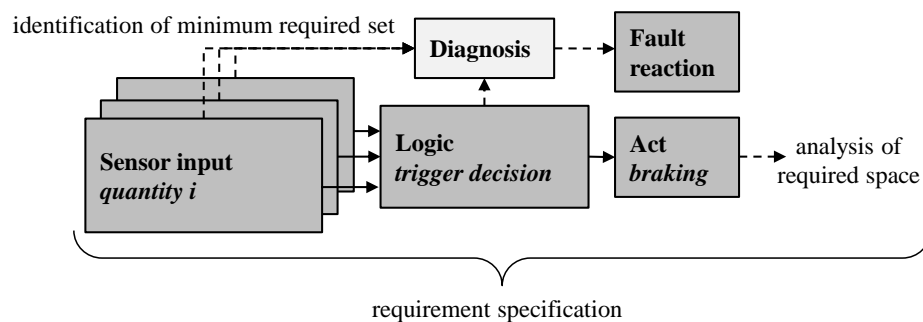 identification of minimum required set
Diagnosis
Fault
reaction
Sensor input
quantity i
Logic
trigger decision
Act
braking
analysis of
required space
requirement specification